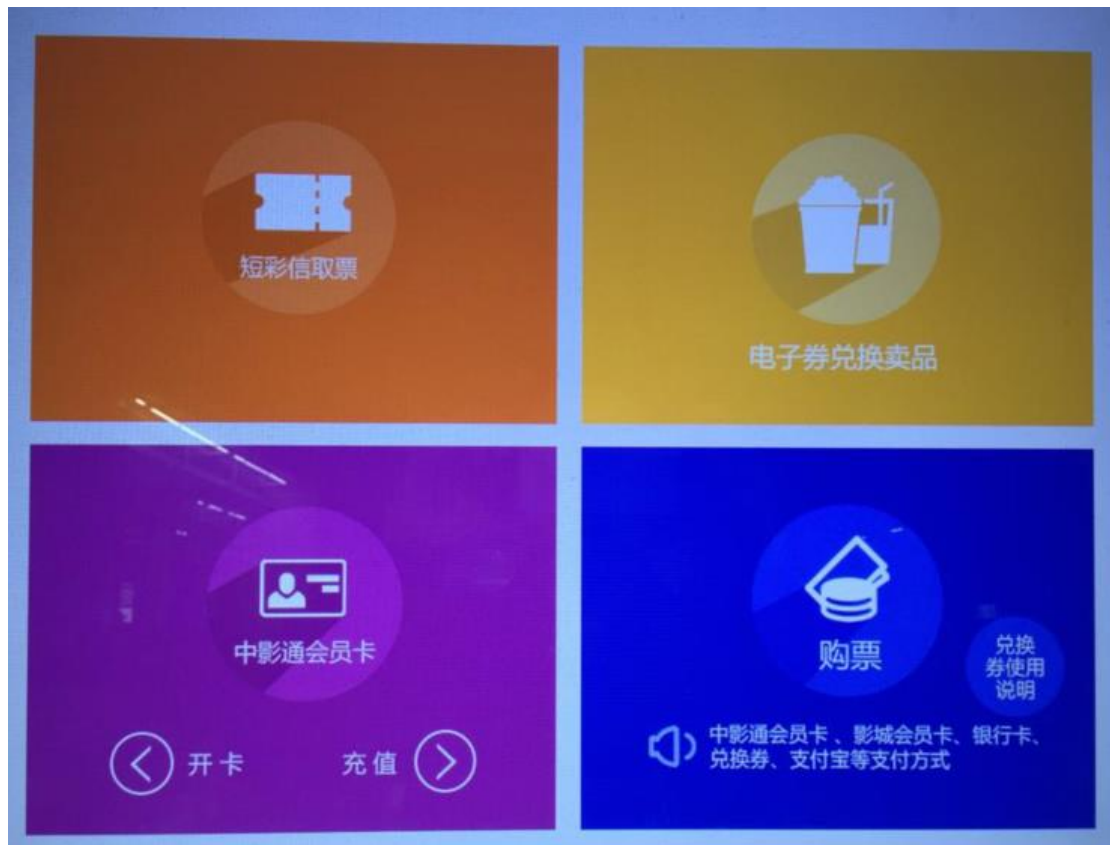 短彩信取票
电子券兑换卖品
中影通会员卡
开卡
充值
购票
兑换
券使用
说明
中影通会员卡、影城会员卡、银行卡、
兑换券、支付宝等支付方式